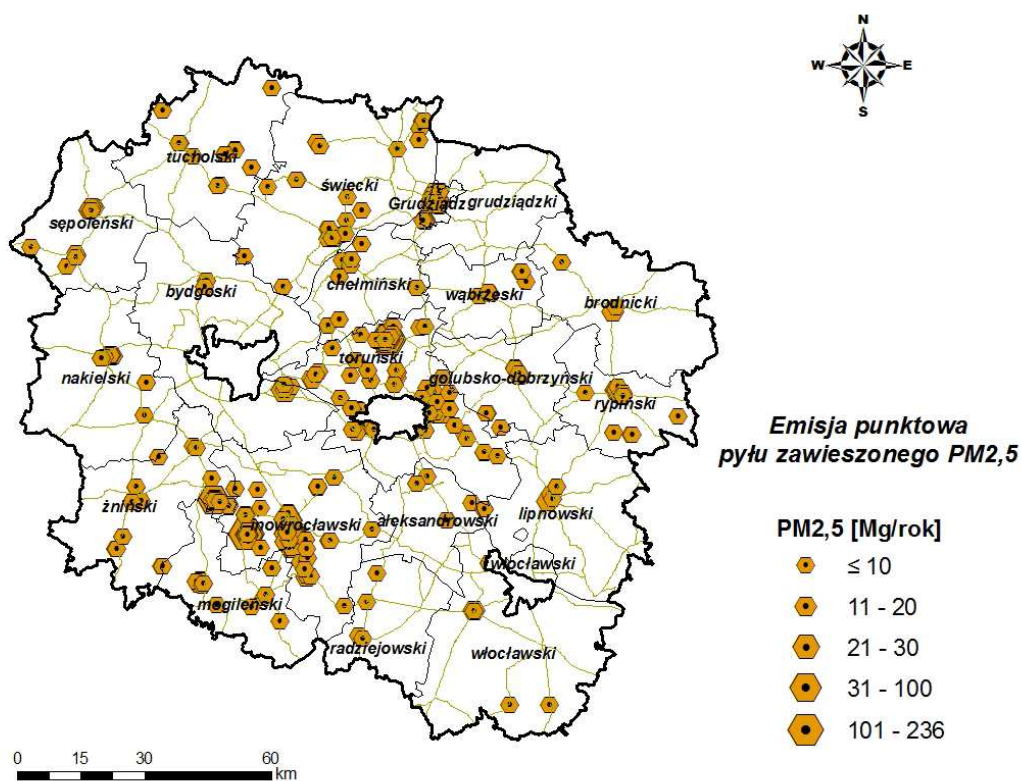 N
W E
S
tucholski
świecki
Grudziądz grudziądzki
sępoleński
bydgoski
chełmiński
wąbrzeski
brodnicki
toruński
nakielski
golubsko-dobrzyński
rypiński
Emisja punktowa
pyłu zawieszonego PM2,5
żniński
inowrocławski
aleksandrowski
lipnowski
PM2,5 [Mg/rok]
włocławski
≤ 10
mogileński
11 - 20
radziejowski
włocławski
21 - 30
31 - 100
101 - 236
0 15 30 60
km